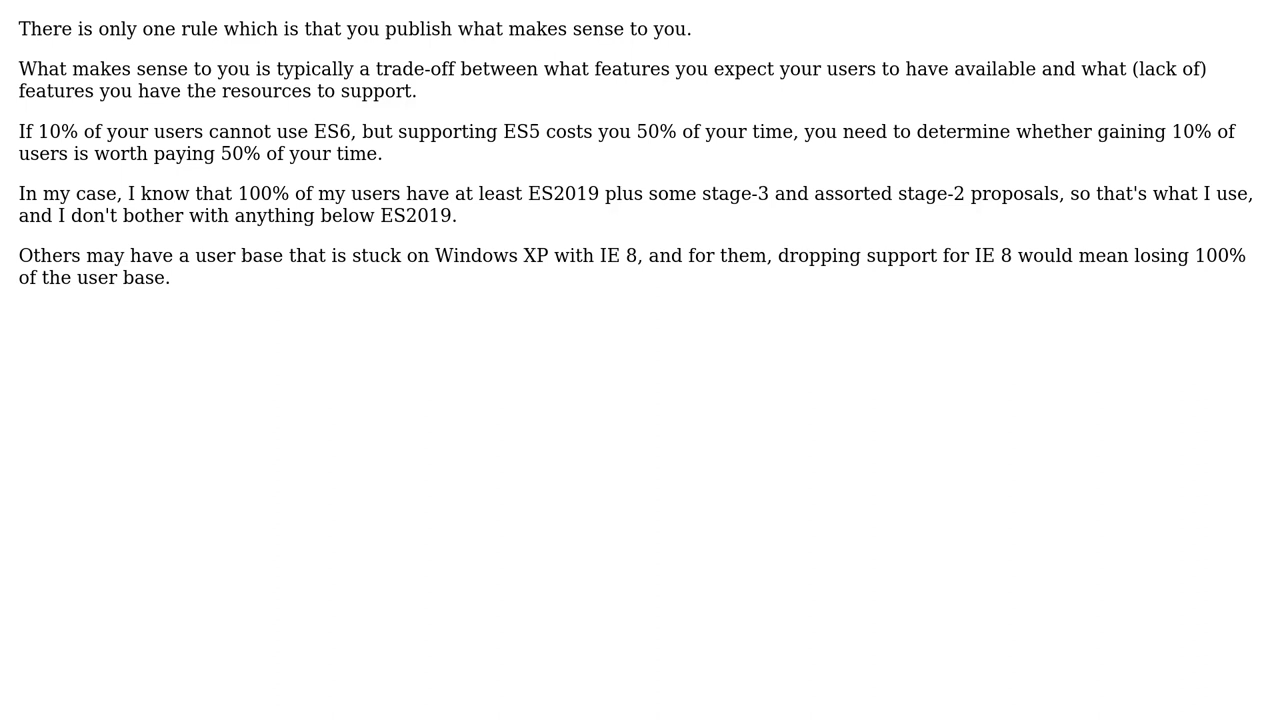 There is only one rule which is that you publish what makes sense to you.
What makes sense to you is typically a trade-off between what features you expect your users to have available and what (lack of)
features you have the resources to support.
If 10% of your users cannot use ES6, but supporting ES5 costs you 50% of your time, you need to determine whether gaining 10% of
users is worth paying 50% of your time.
In my case, I know that 100% of my users have at least ES2019 plus some stage-3 and assorted stage-2 proposals, so that's what I use,
and I don't bother with anything below ES2019.
Others may have a user base that is stuck on Windows XP with IE 8, and for them, dropping support for IE 8 would mean losing 100%
of the user base.